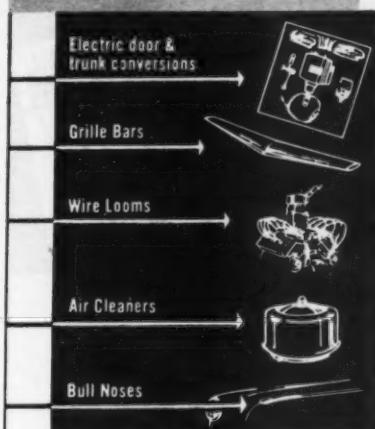 Electric door &
trunk conversions
Grille Bars
Wire Looms
Air Cleaners
Bull Noses